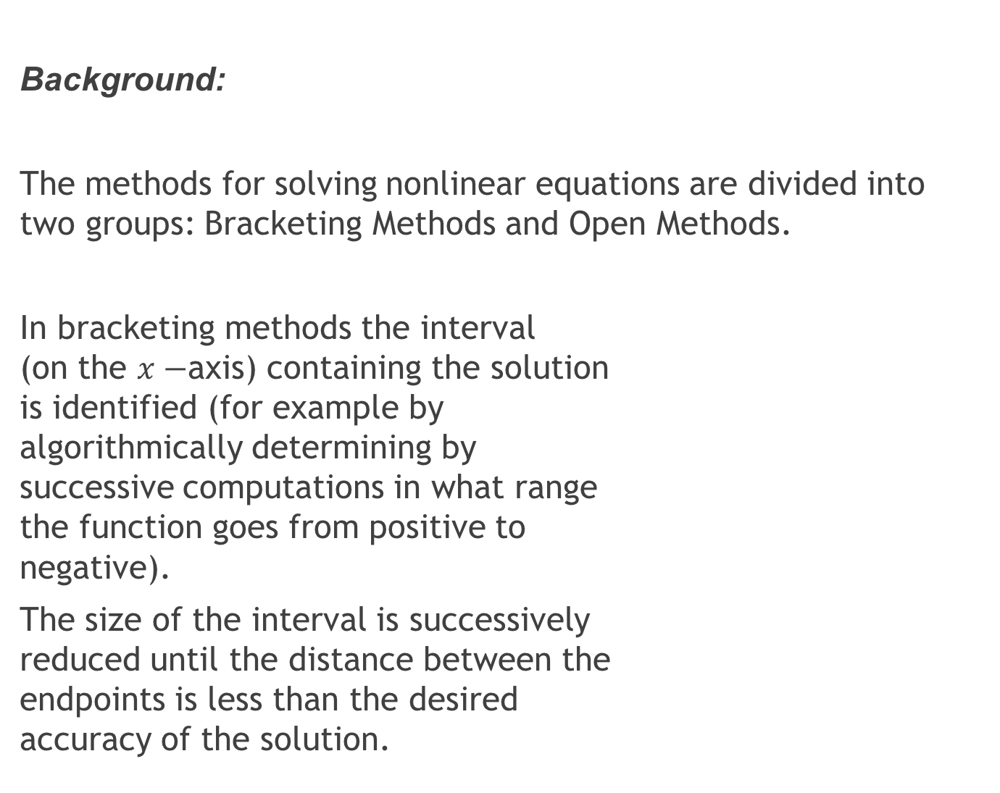 Background:
The methods for solving nonlinear equations are divided into
two groups: Bracketing Methods and Open Methods.
In bracketing methods the interval
(on the 𝑥 −axis) containing the solution
is identified (for example by
algorithmically determining by
successive computations in what range
the function goes from positive to
negative).
The size of the interval is successively
reduced until the distance between the
endpoints is less than the desired
accuracy of the solution.